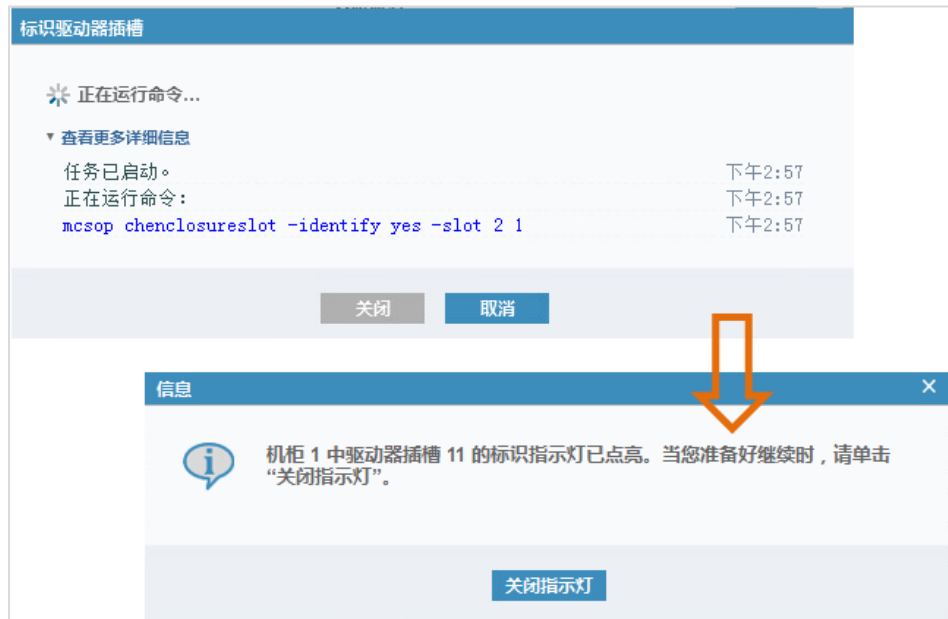 标识驱动器插槽
正在运行命令...
查看更多详细信息
任务已启动。 下午2:57
正在运行命令： 下午2:57
mcsop chenclosureslot -identify yes -slot 2 1 下午2:57
关闭 取消
信息
机柜 1 中驱动器插槽 11 的标识指示灯已点亮。当您准备好继续时，请单击
“关闭指示灯”。
关闭指示灯